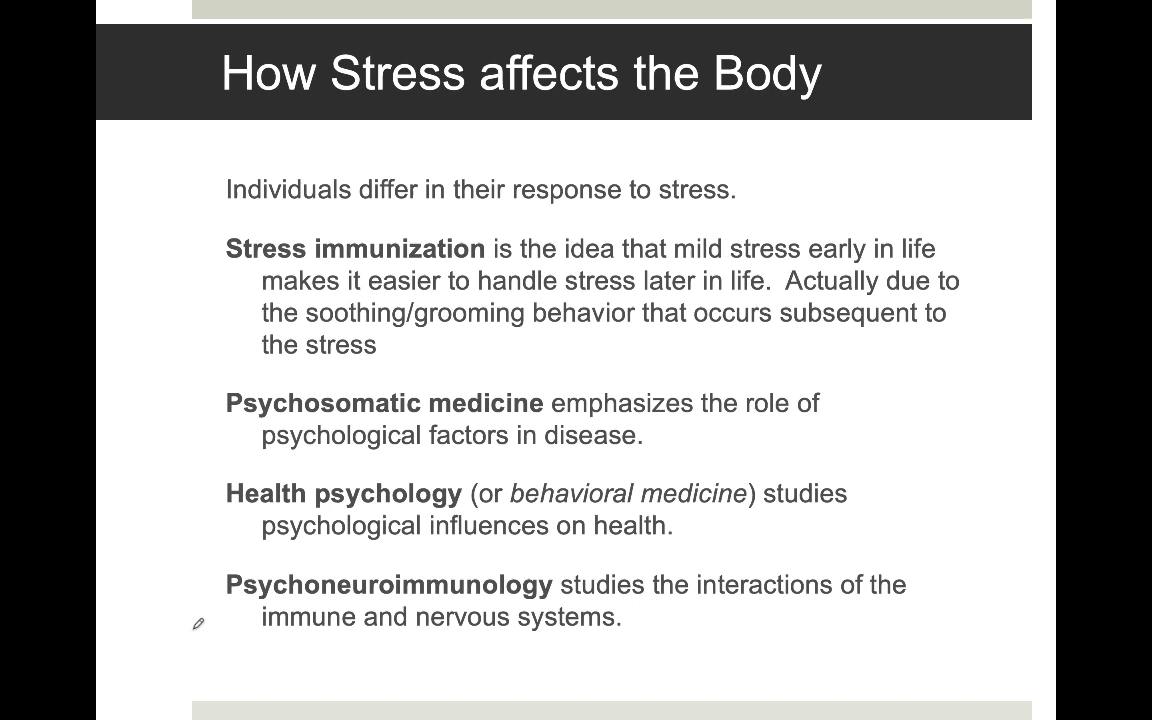 How Stress affects the Body
Individuals differ in their response to stress.
Stress immunization is the idea that mild stress early in life
makes it easier to handle stress later in life.  Actually due to
the soothing/grooming behavior that occurs subsequent to
the stress
Psychosomatic medicine emphasizes the role of
psychological factors in disease.
Health psychology (or behavioral medicine) studies
psychological influences on health.
Psychoneuroimmunology studies the interactions of the
immune and nervous systems.